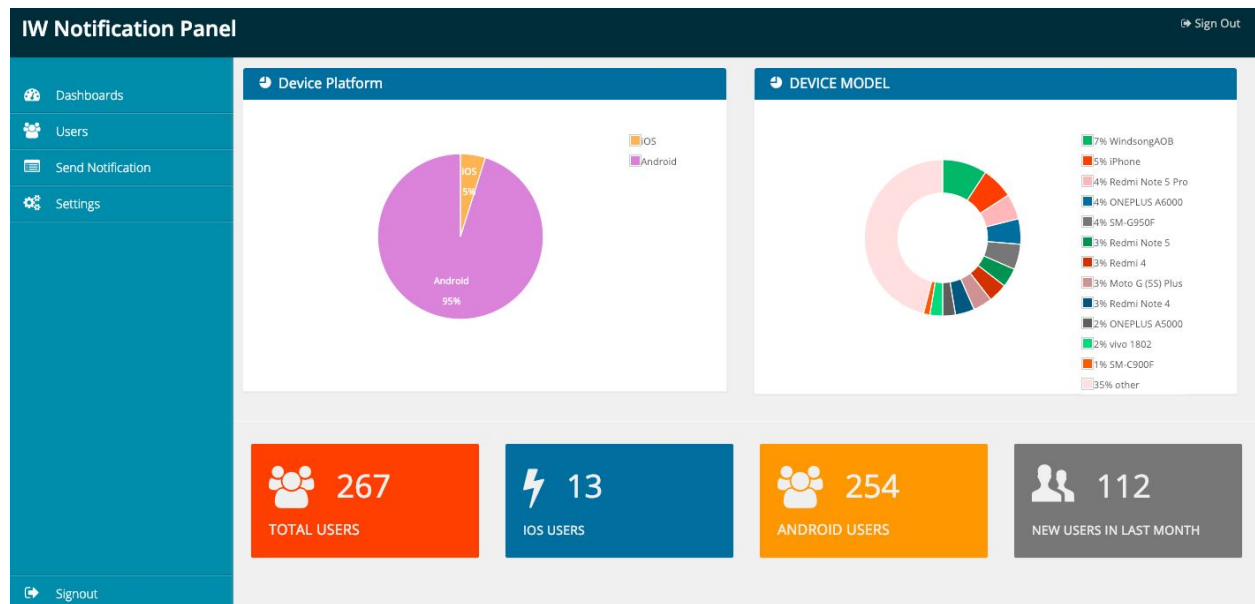 IW Notification Panel
Sign Out
Dashboards
Users
Send Notification
Settings
Signout
Device Platform
iOS
Android
iOS
5%
Android
95%
DEVICE MODEL
7% WindsongAOB
5% iPhone
4% Redmi Note 5 Pro
4% ONEPLUS A6000
4% SM-G950F
3% Redmi Note 5
3% Redmi 4
3% Moto G (5S) Plus
3% Redmi Note 4
2% ONEPLUS A5000
2% vivo 1802
1% SM-C900F
35% other
267
TOTAL USERS
13
IOS USERS
254
ANDROID USERS
112
NEW USERS IN LAST MONTH